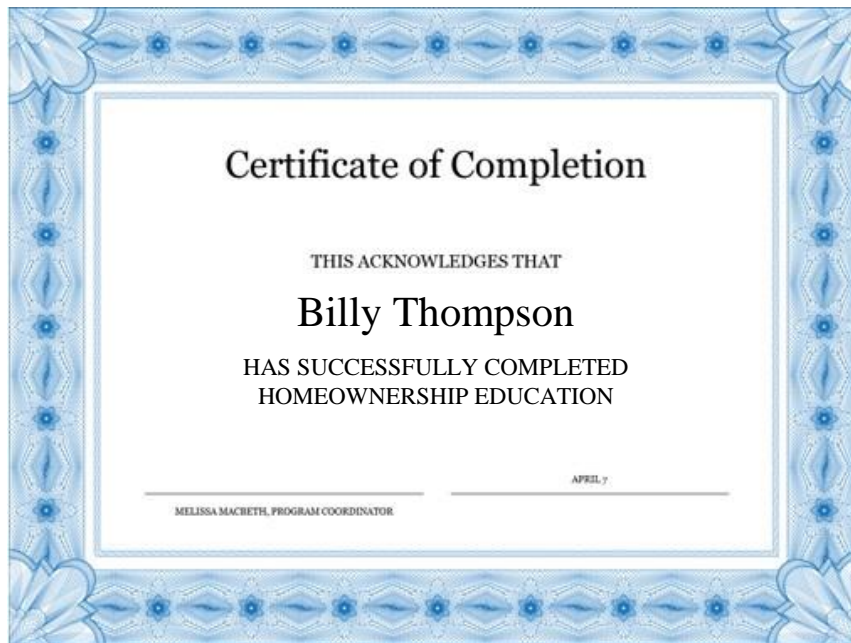 Certificate of Completion
THIS ACKNOWLEDGES THAT
Billy Thompson
HAS SUCCESSFULLY COMPLETED
HOMEOWNERSHIP EDUCATION
APRIL 7
MELISSA MACBETH, PROGRAM COORDINATOR